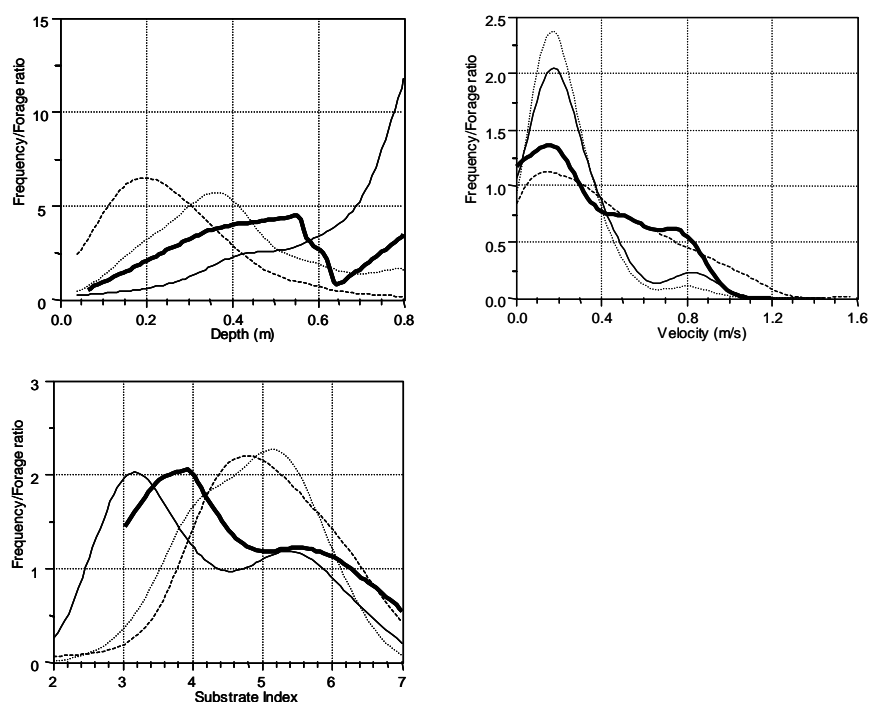 Frequency/Forage ratio
15
10
5
0
0.0 0.2 0.4 0.6 0.8
Depth (m)
Frequency/Forage ratio
2.5
2.0
1.5
1.0
0.5
0.0
0.0 0.4 0.8 1.2 1.6
Velocity (m/s)
Frequency/Forage ratio
3
2
1
0
2 3 4 5 6 7
Substrate Index